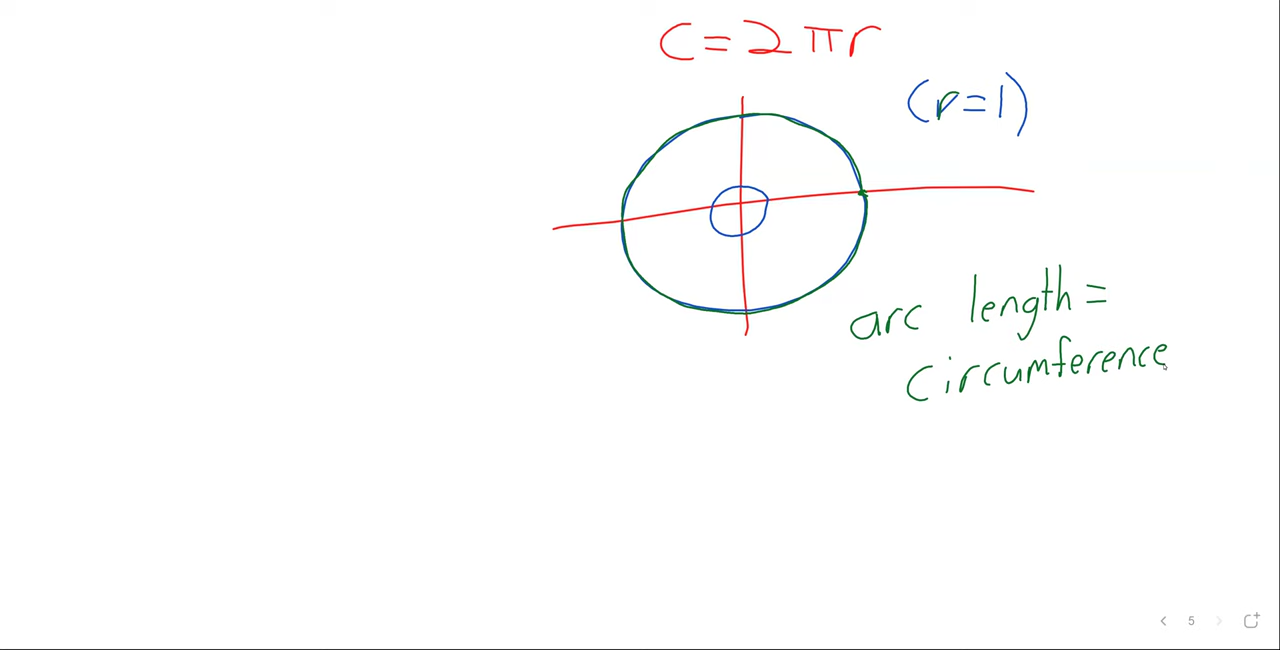 C = 2πr
(r = 1)
arc length =
circumference
5